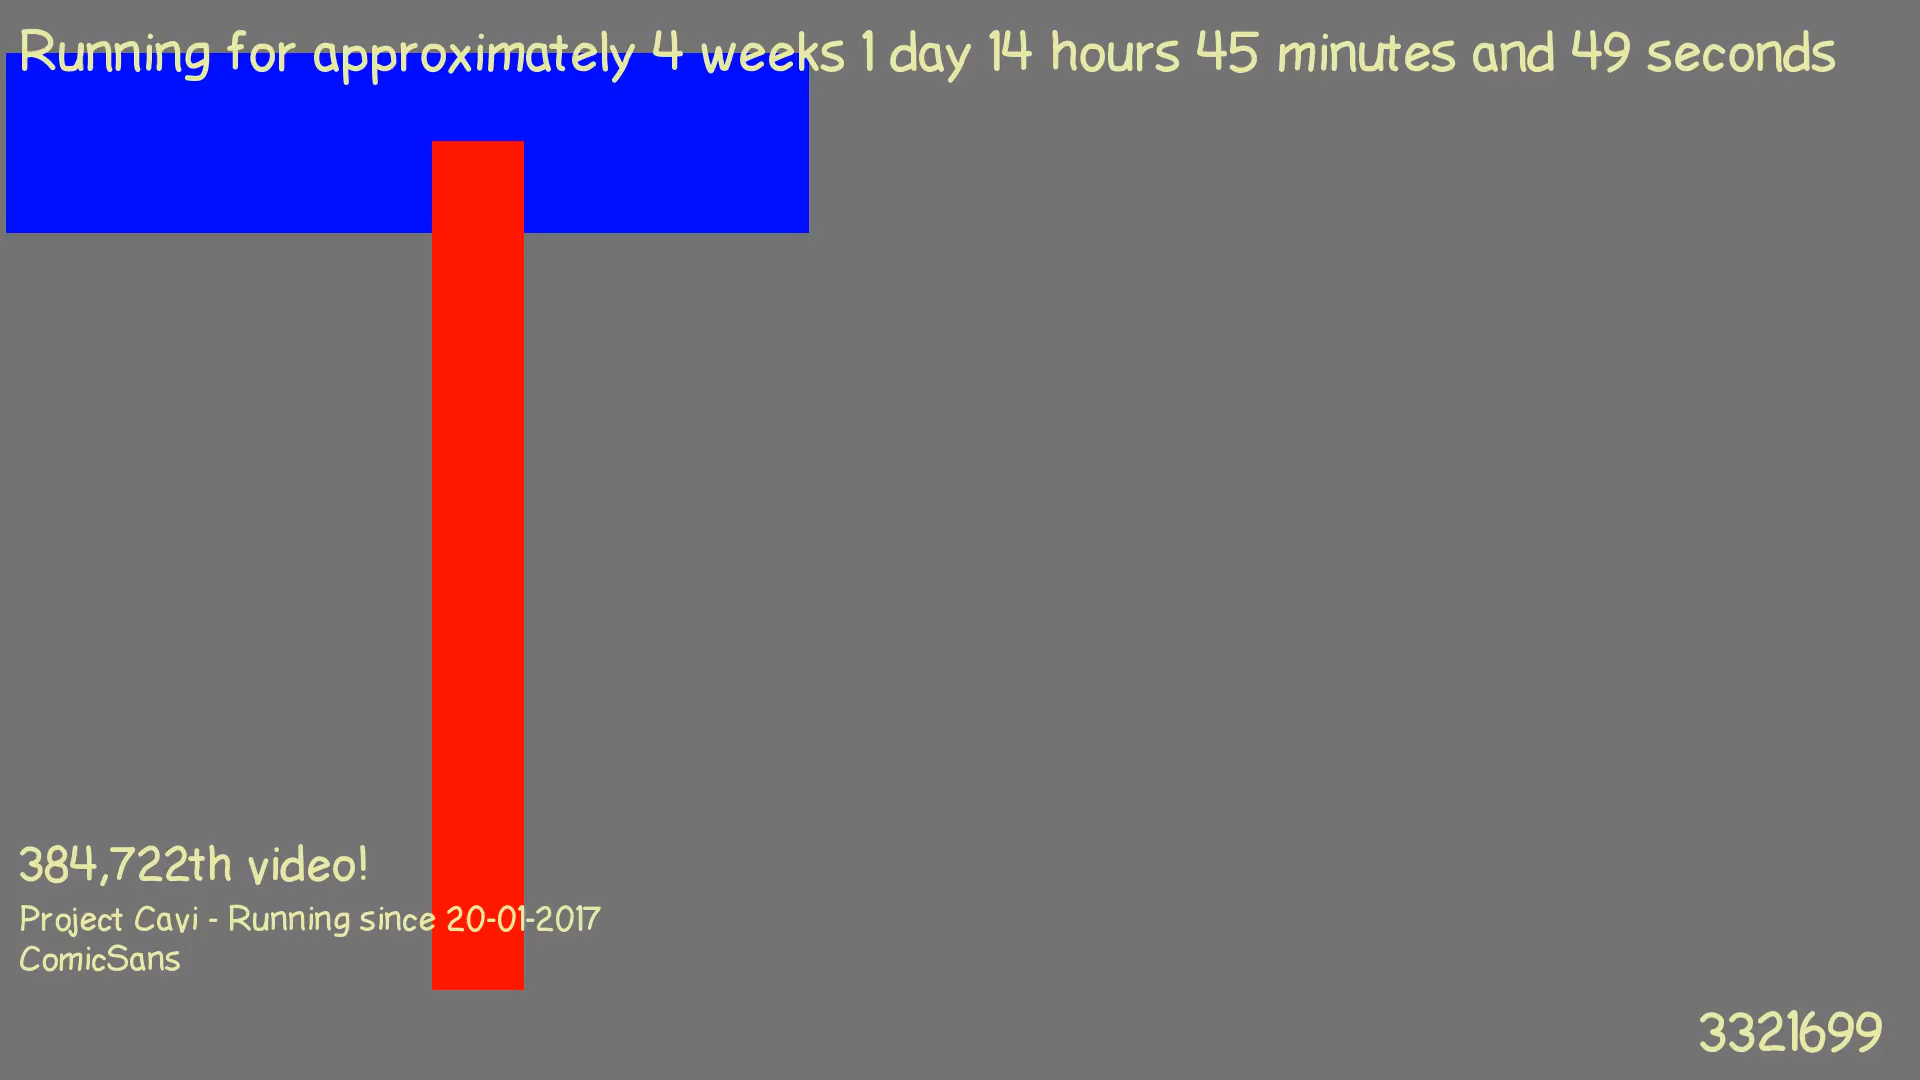 Running for approximately 4 weeks 1 day 14 hours 45 minutes and 49 seconds
384,722th video!
Project Cavi - Running since 20-01-2017
ComicSans
3321699